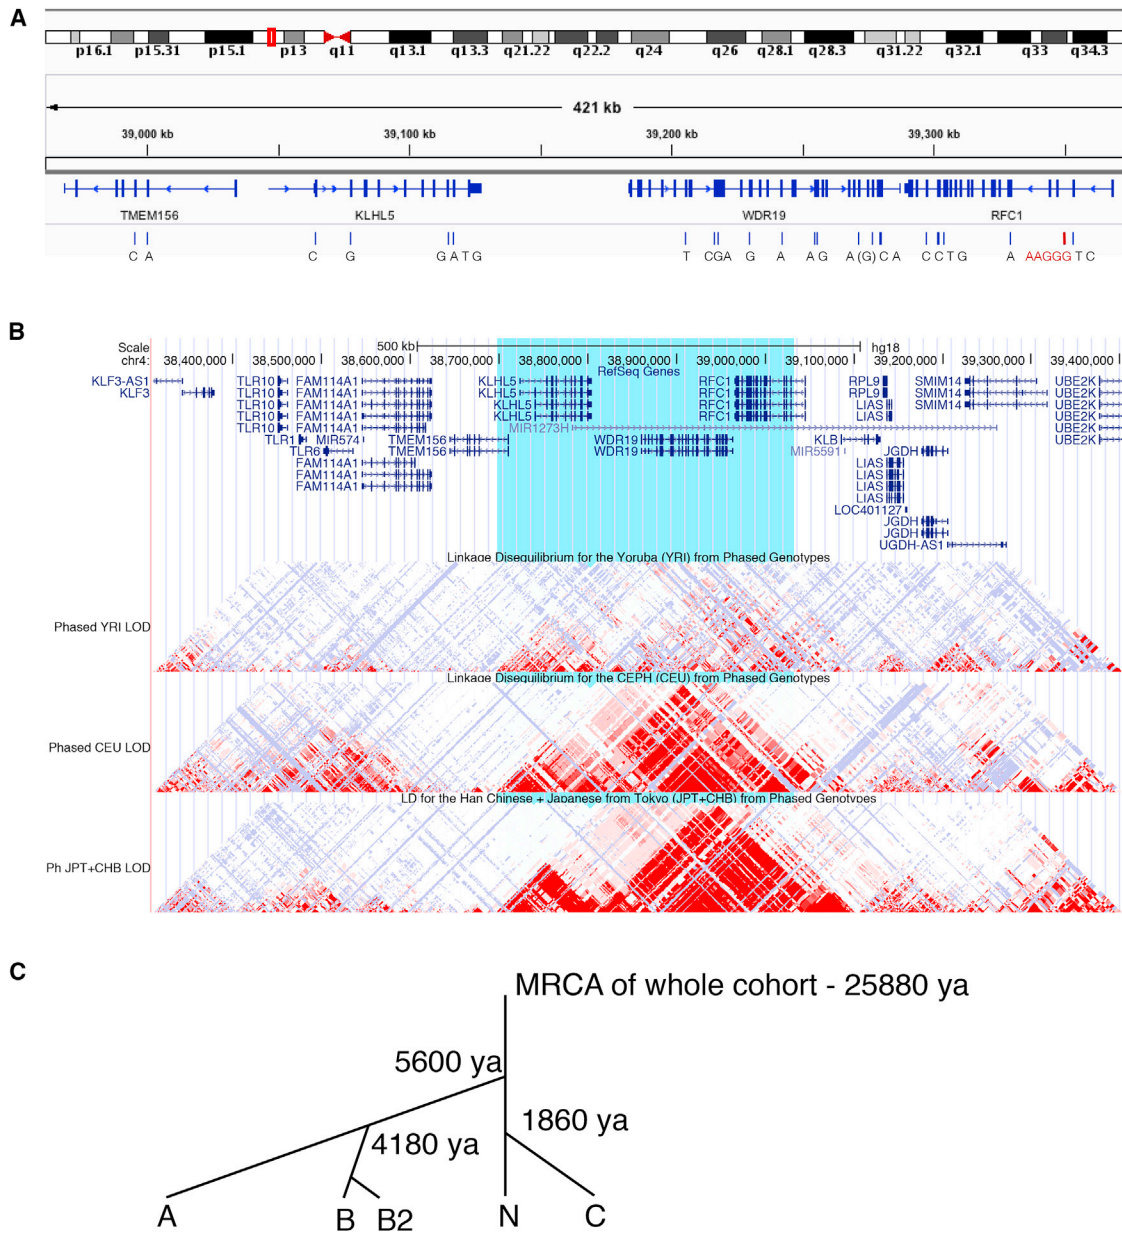 A
p16.1 p15.31 p15.1 p13 q11 q13.1 q13.3 q21.22 q22.2 q24 q26 q28.1 q28.3 q31.22 q32.1 q33 q34.3
421 kb
39,000 kb 39,100 kb 39,200 kb 39,300 kb
TMEM156 KLHL5 WDR19 RFC1
C A C G G A T G T CGA G A A G A (G) C A C C T G A AAGGG T C
B
Scale 500 kb hg18
chr4: 38,400,000 38,500,000 38,600,000 38,700,000 38,800,000 38,900,000 39,000,000 39,100,000 39,200,000 39,300,000 39,400,000
RefSeq Genes
KLF3-AS1 TLR10 FAM114A1 KLHL5 RFC1 RPL9 SMIM14 UBE2K
KLF3 TLR10 FAM114A1 KLHL5 RFC1 RPL9 SMIM14 UBE2K
TLR10 FAM114A1 KLHL5 RFC1 LIAS SMIM14 UBE2K
TLR10 FAM114A1 KLHL5 RFC1 LIAS UBE2K
TLR10 FAM114A1 MIR1273H UBE2K
TLR1 MIR574 TMEM156 WDR19 KLB UBE2K
TLR6 TMEM156 WDR19 MIR5591 JGDH
FAM114A1 LIAS
FAM114A1 LIAS
FAM114A1 LIAS
LIAS
LOC401127
JGDH
JGDH
UGDH-AS1
Linkage Disequilibrium for the Yoruba (YRI) from Phased Genotypes
Phased YRI LOD
Linkage Disequilibrium for the CEPH (CEU) from Phased Genotypes
Phased CEU LOD
LD for the Han Chinese + Japanese from Tokyo (JPT+CHB) from Phased Genotypes
Ph JPT+CHB LOD
C
MRCA of whole cohort - 25880 ya
5600 ya
1860 ya
4180 ya
A B B2 N C